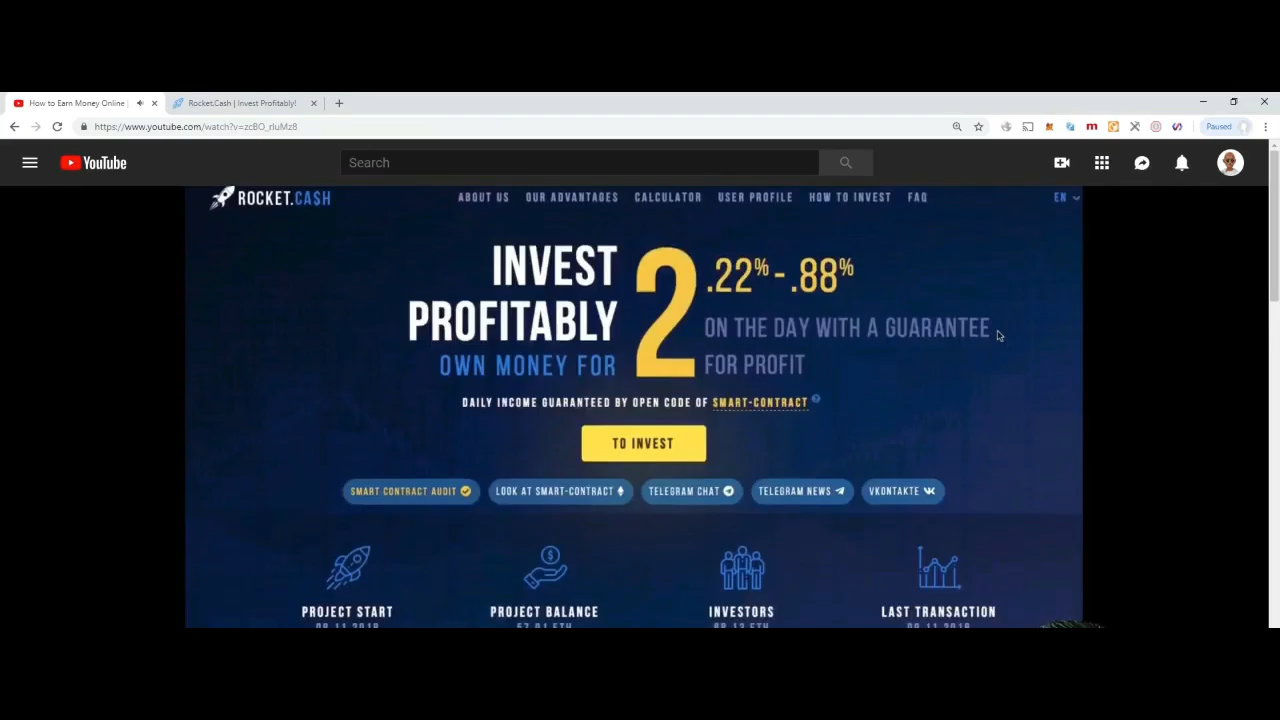 How to Earn Money Online
Rocket.Cash | Invest Profitably!
https://www.youtube.com/watch?v=zcBO_rIuMz8
Paused
YouTube
Search
ROCKET.CASH
ABOUT US OUR ADVANTAGES CALCULATOR USER PROFILE HOW TO INVEST FAQ EN
INVEST
PROFITABLY
OWN MONEY FOR
2 .22% - .88%
ON THE DAY WITH A GUARANTEE
FOR PROFIT
DAILY INCOME GUARANTEED BY OPEN CODE OF SMART-CONTRACT ?
TO INVEST
SMART CONTRACT AUDIT LOOK AT SMART-CONTRACT TELEGRAM CHAT TELEGRAM NEWS VKONTAKTE
PROJECT START PROJECT BALANCE INVESTORS LAST TRANSACTION